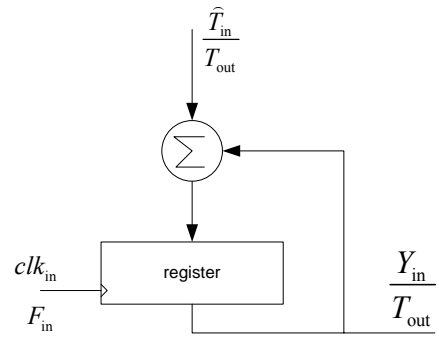 T̂in
Tout
Σ
clkin
register
Fin
Yin
Tout